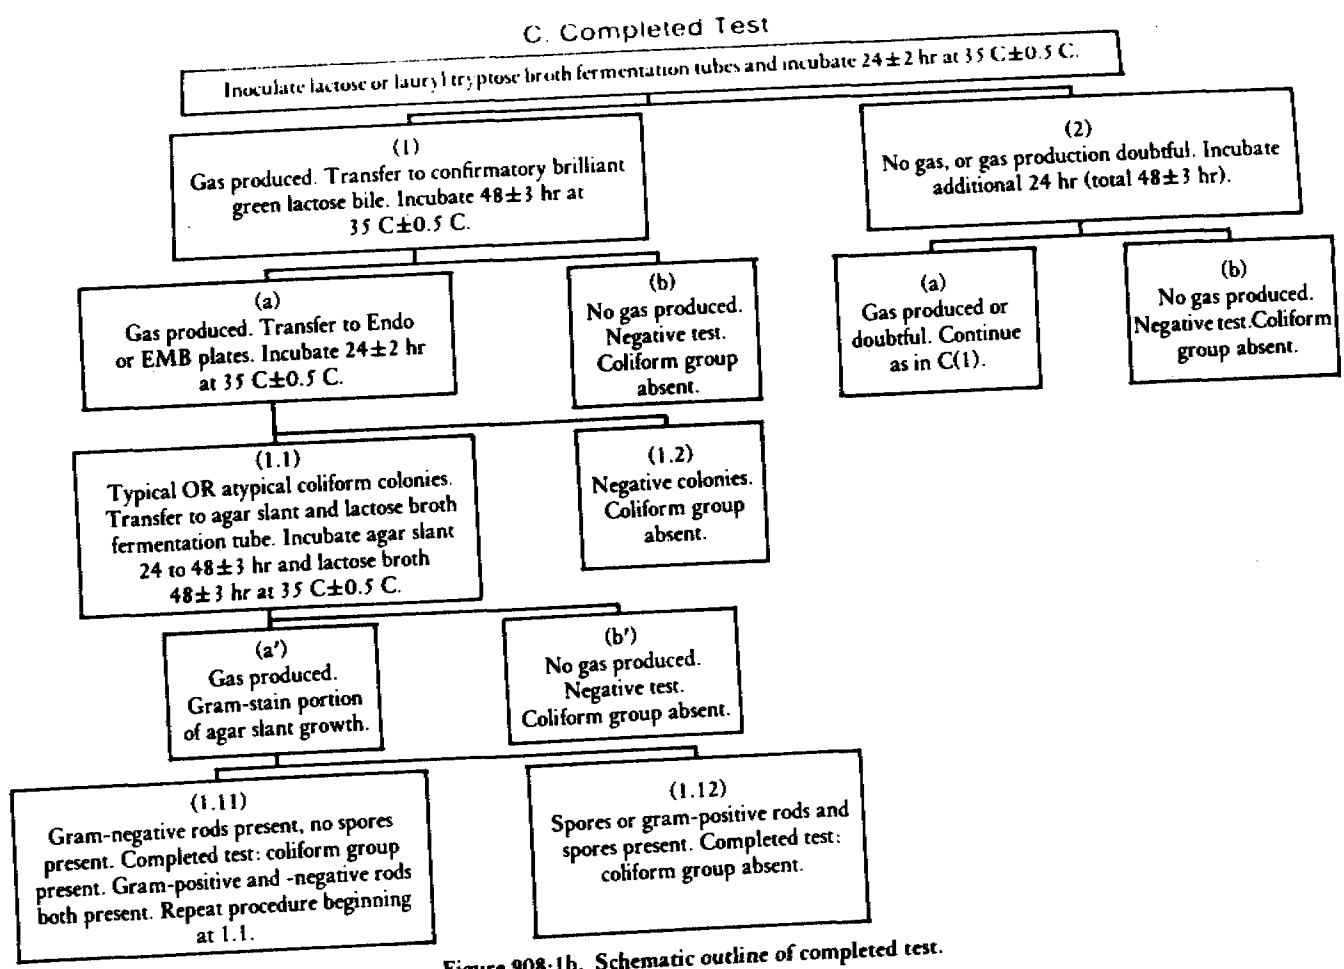 C. Completed Test
Inoculate lactose or lauryl tryptose broth fermentation tubes and incubate 24±2 hr at 35 C±0.5 C.
(1)
Gas produced. Transfer to confirmatory brilliant
green lactose bile. Incubate 48±3 hr at
35 C±0.5 C.
(2)
No gas, or gas production doubtful. Incubate
additional 24 hr (total 48±3 hr).
(a)
Gas produced. Transfer to Endo
or EMB plates. Incubate 24±2 hr
at 35 C±0.5 C.
(b)
No gas produced.
Negative test.
Coliform group
absent.
(a)
Gas produced or
doubtful. Continue
as in C(1).
(b)
No gas produced.
Negative test.Coliform
group absent.
(1.1)
Typical OR atypical coliform colonies.
Transfer to agar slant and lactose broth
fermentation tube. Incubate agar slant
24 to 48±3 hr and lactose broth
48±3 hr at 35 C±0.5 C.
(1.2)
Negative colonies.
Coliform group
absent.
(a')
Gas produced.
Gram-stain portion
of agar slant growth.
(b')
No gas produced.
Negative test.
Coliform group absent.
(1.11)
Gram-negative rods present, no spores
present. Completed test: coliform group
present. Gram-positive and -negative rods
both present. Repeat procedure beginning
at 1.1.
(1.12)
Spores or gram-positive rods and
spores present. Completed test:
coliform group absent.
Figure 908:1b. Schematic outline of completed test.